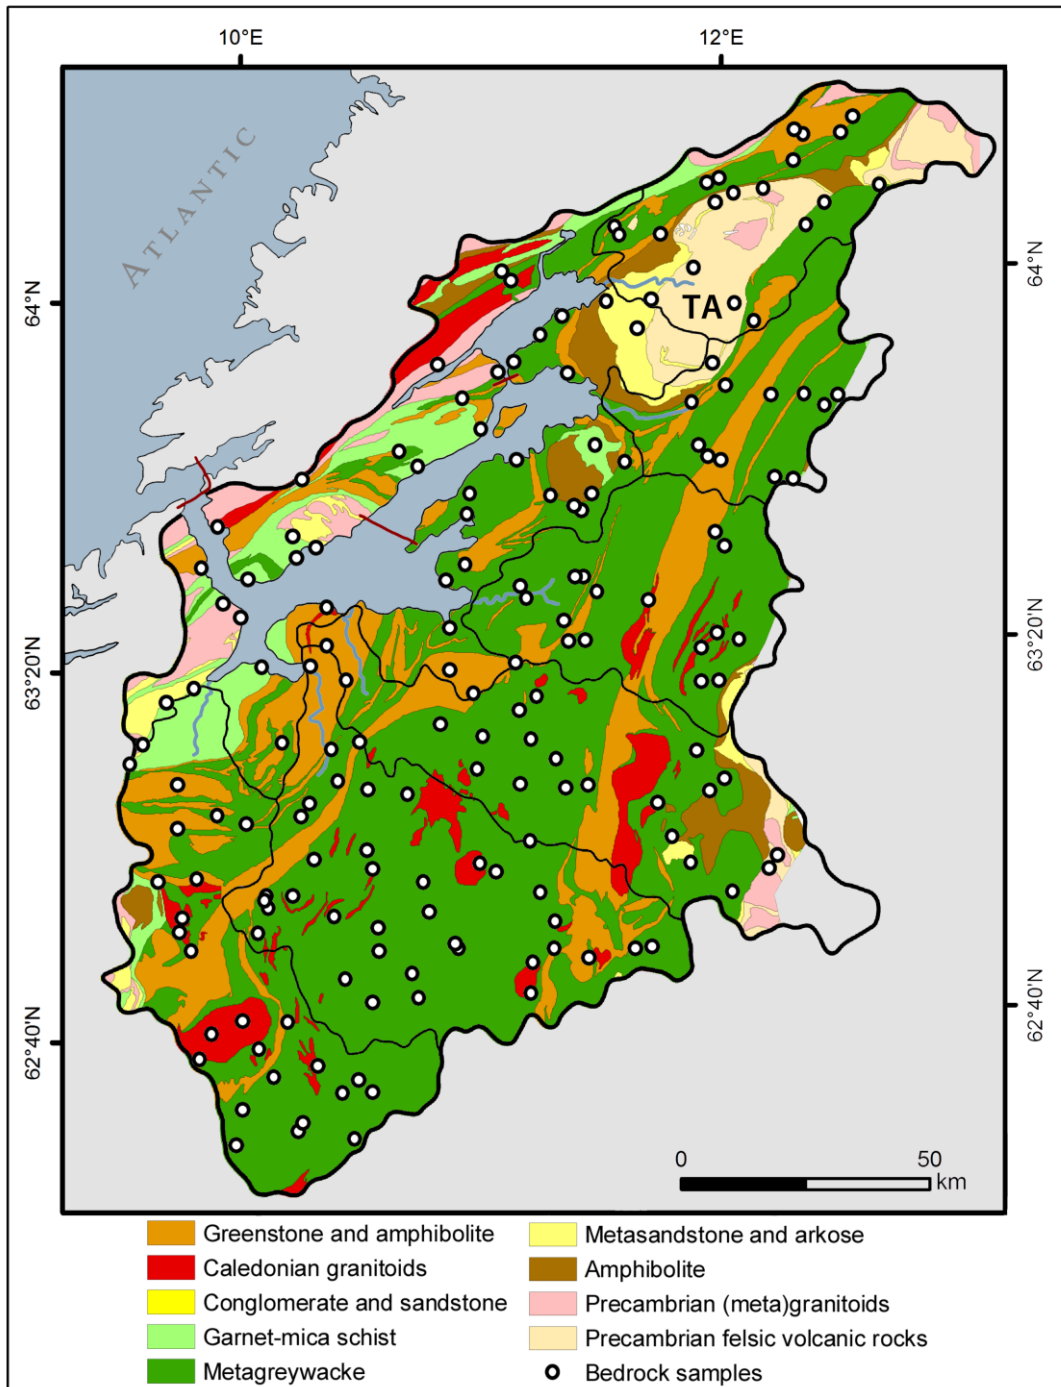 10°E 12°E
ATLANTIC
64°N 64°N
TA
63°20'N 63°20'N
62°40'N 62°40'N
0 50
km
Greenstone and amphibolite
Caledonian granitoids
Conglomerate and sandstone
Garnet-mica schist
Metagreywacke
Metasandstone and arkose
Amphibolite
Precambrian (meta)granitoids
Precambrian felsic volcanic rocks
Bedrock samples